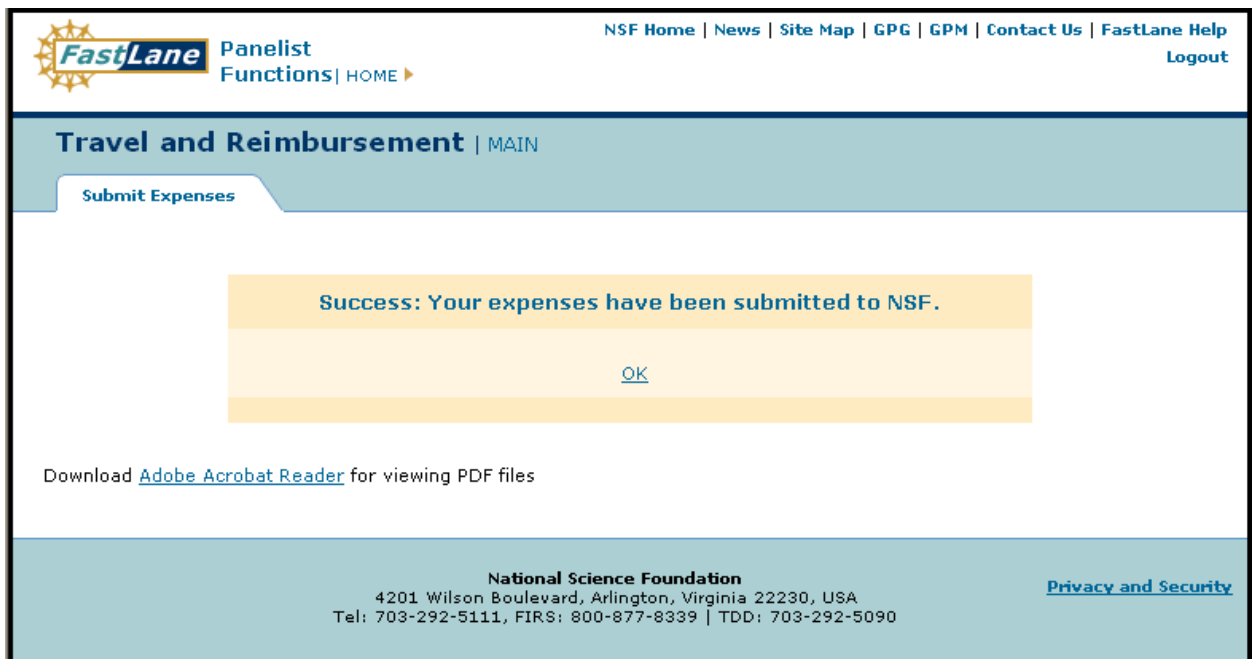 NSF Home | News | Site Map | GPG | GPM | Contact Us | FastLane Help
Logout
FastLane
Panelist
Functions| HOME
Travel and Reimbursement | MAIN
Submit Expenses
Success: Your expenses have been submitted to NSF.
OK
Download Adobe Acrobat Reader for viewing PDF files
National Science Foundation
4201 Wilson Boulevard, Arlington, Virginia 22230, USA
Tel: 703-292-5111, FIRS: 800-877-8339 | TDD: 703-292-5090
Privacy and Security